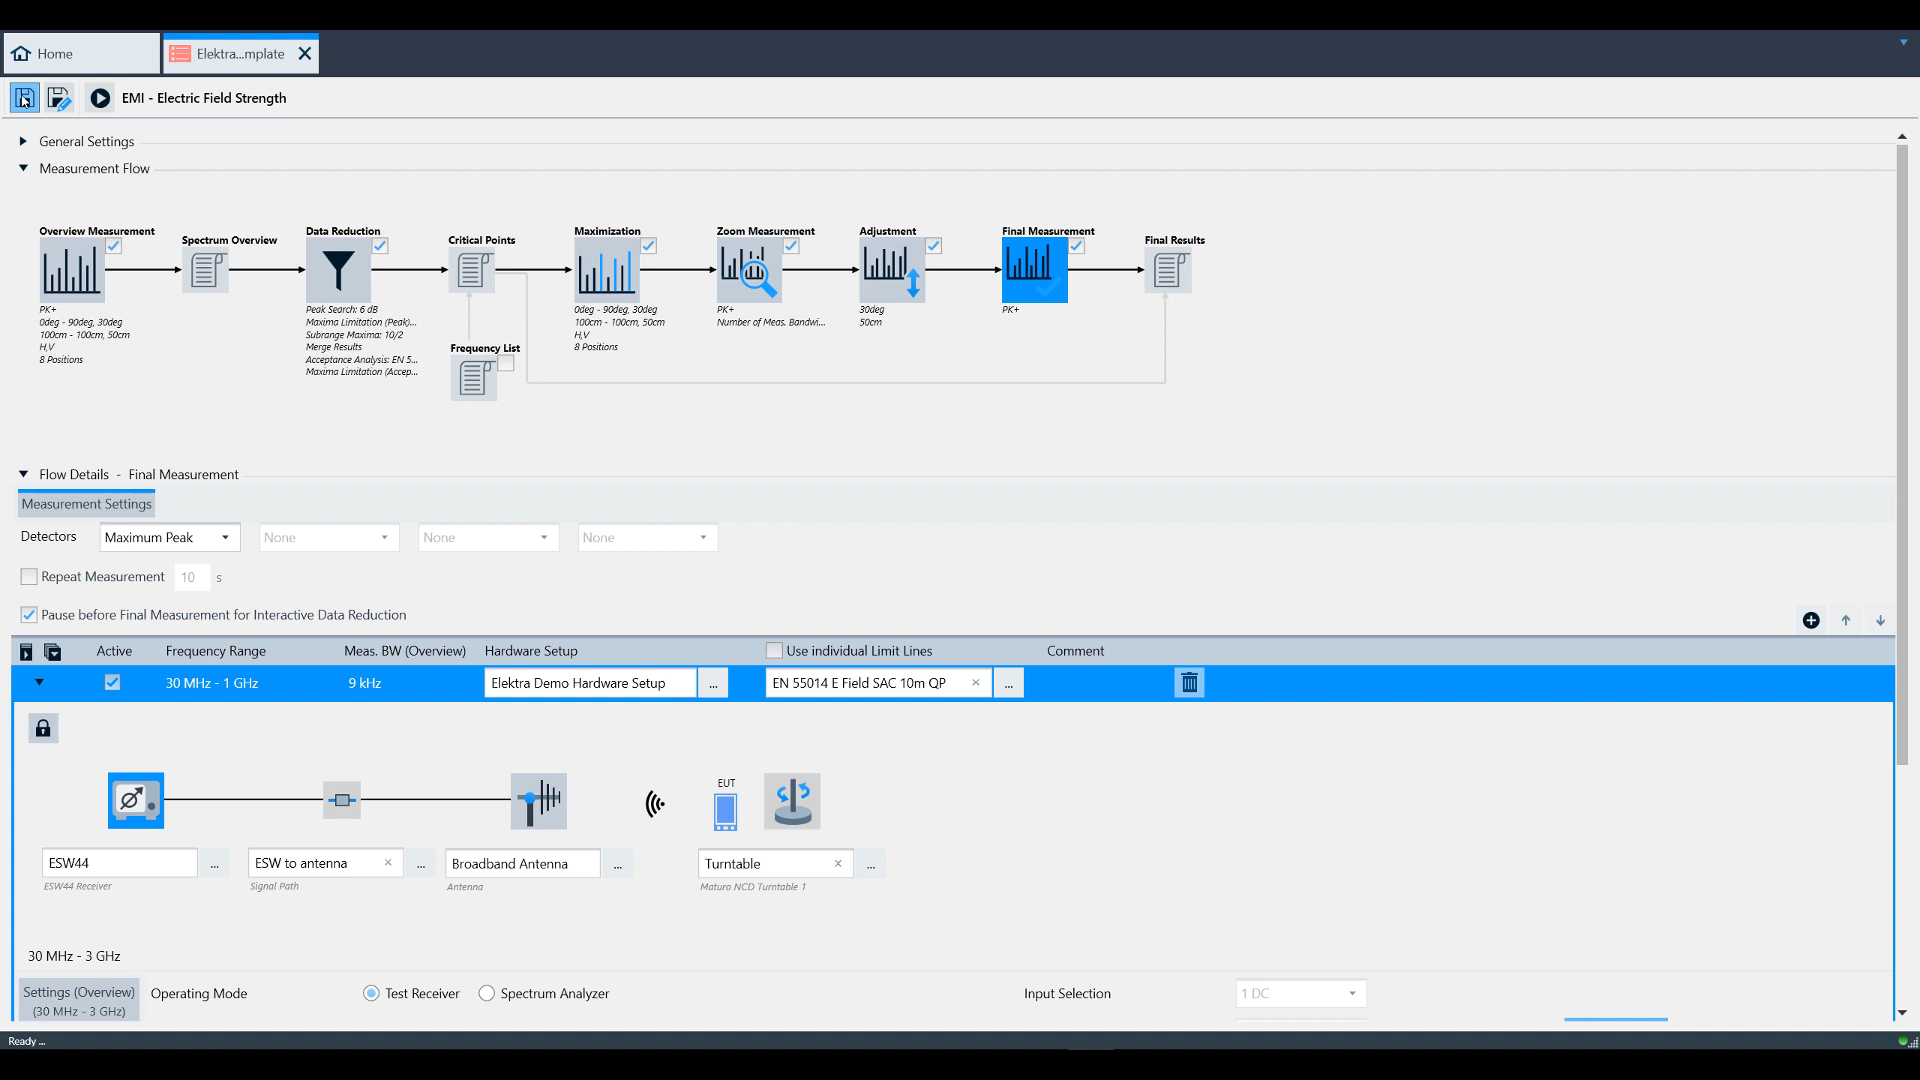 Home
Elektra...mplate
EMI - Electric Field Strength
General Settings
Measurement Flow
Overview Measurement
PK+
0deg - 90deg, 30deg
100cm - 100cm, 50cm
H,V
8 Positions
Spectrum Overview
Data Reduction
Peak Search: 6 dB
Maxima Limitation (Peak)...
Subrange Maxima: 10/2
Merge Results
Acceptance Analysis: EN 5...
Maxima Limitation (Accep...
Critical Points
Frequency List
Maximization
0deg - 90deg, 30deg
100cm - 100cm, 50cm
H,V
8 Positions
Zoom Measurement
PK+
Number of Meas. Bandwi...
Adjustment
30deg
50cm
Final Measurement
PK+
Final Results
Flow Details - Final Measurement
Measurement Settings
Detectors Maximum Peak None None None
Repeat Measurement 10 s
Pause before Final Measurement for Interactive Data Reduction
Active Frequency Range Meas. BW (Overview) Hardware Setup Use individual Limit Lines Comment
30 MHz - 1 GHz 9 kHz Elektra Demo Hardware Setup ... EN 55014 E Field SAC 10m QP ...
EUT
ESW44 ... ESW to antenna ... Broadband Antenna ... Turntable ...
ESW44 Receiver Signal Path Antenna Maturo NCD Turntable 1
30 MHz - 3 GHz
Settings (Overview)
(30 MHz - 3 GHz)
Operating Mode Test Receiver Spectrum Analyzer Input Selection 1 DC
Ready ...